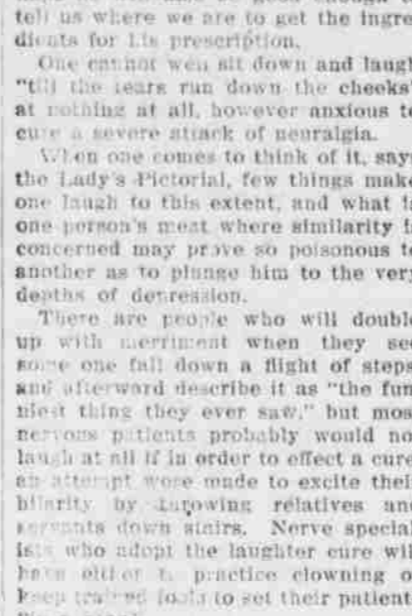 tell us where we are to get the ingre
dients for his prescription.
One cannot well sit down and laugh
"till the tears run down the cheeks"
at nothing at all, however anxious to
cure a severe attack of neuralgia.
When one comes to think of it, says
the Lady's Pictorial, few things make
one laugh to this extent, and what is
one person's meat where similarity is
concerned may prove so poisonous to
another as to plunge him to the very
depths of depression.
There are people who will double
up with merriment when they see
some one fall down a flight of steps
and afterward describe it as "the fun
niest thing they ever saw," but most
nervous patients probably would not
laugh at all if in order to effect a cure
an attempt were made to excite their
hilarity by throwing relatives and
servants down stairs. Nerve special
ists who adopt the laughter cure will
have either to practice clowning or
keep trained fools to set their patient